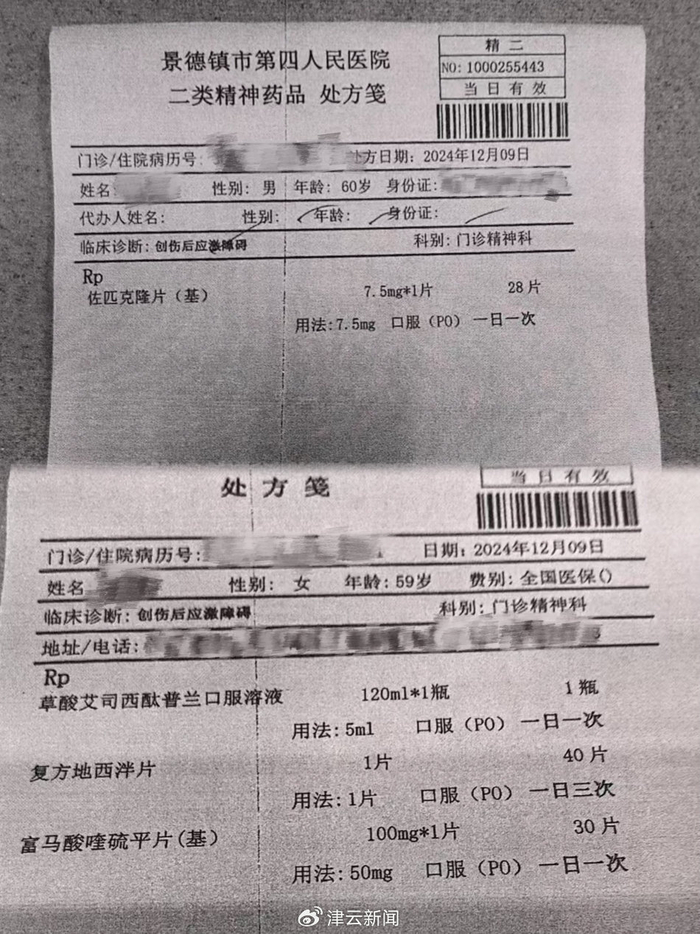 景德镇市第四人民医院
二类精神药品 处方笺
精二
NO: 1000255443
当日有效
门诊/住院病历号: 处方日期: 2024年12月09日
姓名 性别: 男 年龄: 60岁 身份证:
代办人姓名: 性别: 年龄: 身份证:
临床诊断: 创伤后应激障碍 科别: 门诊精神科
Rp
佐匹克隆片（基） 7.5mg*1片 28片
用法:7.5mg 口服（PO） 一日一次
处方笺
当日有效
门诊/住院病历号: 日期: 2024年12月09日
姓名 性别: 女 年龄: 59岁 费别: 全国医保()
临床诊断: 创伤后应激障碍 科别: 门诊精神科
地址/电话:
Rp
草酸艾司西酞普兰口服溶液 120ml*1瓶 1瓶
用法: 5ml 口服（PO） 一日一次
复方地西泮片 1片 40片
用法: 1片 口服（PO） 一日三次
富马酸喹硫平片(基) 100mg*1片 30片
用法: 50mg 口服（PO） 一日一次
津云新闻